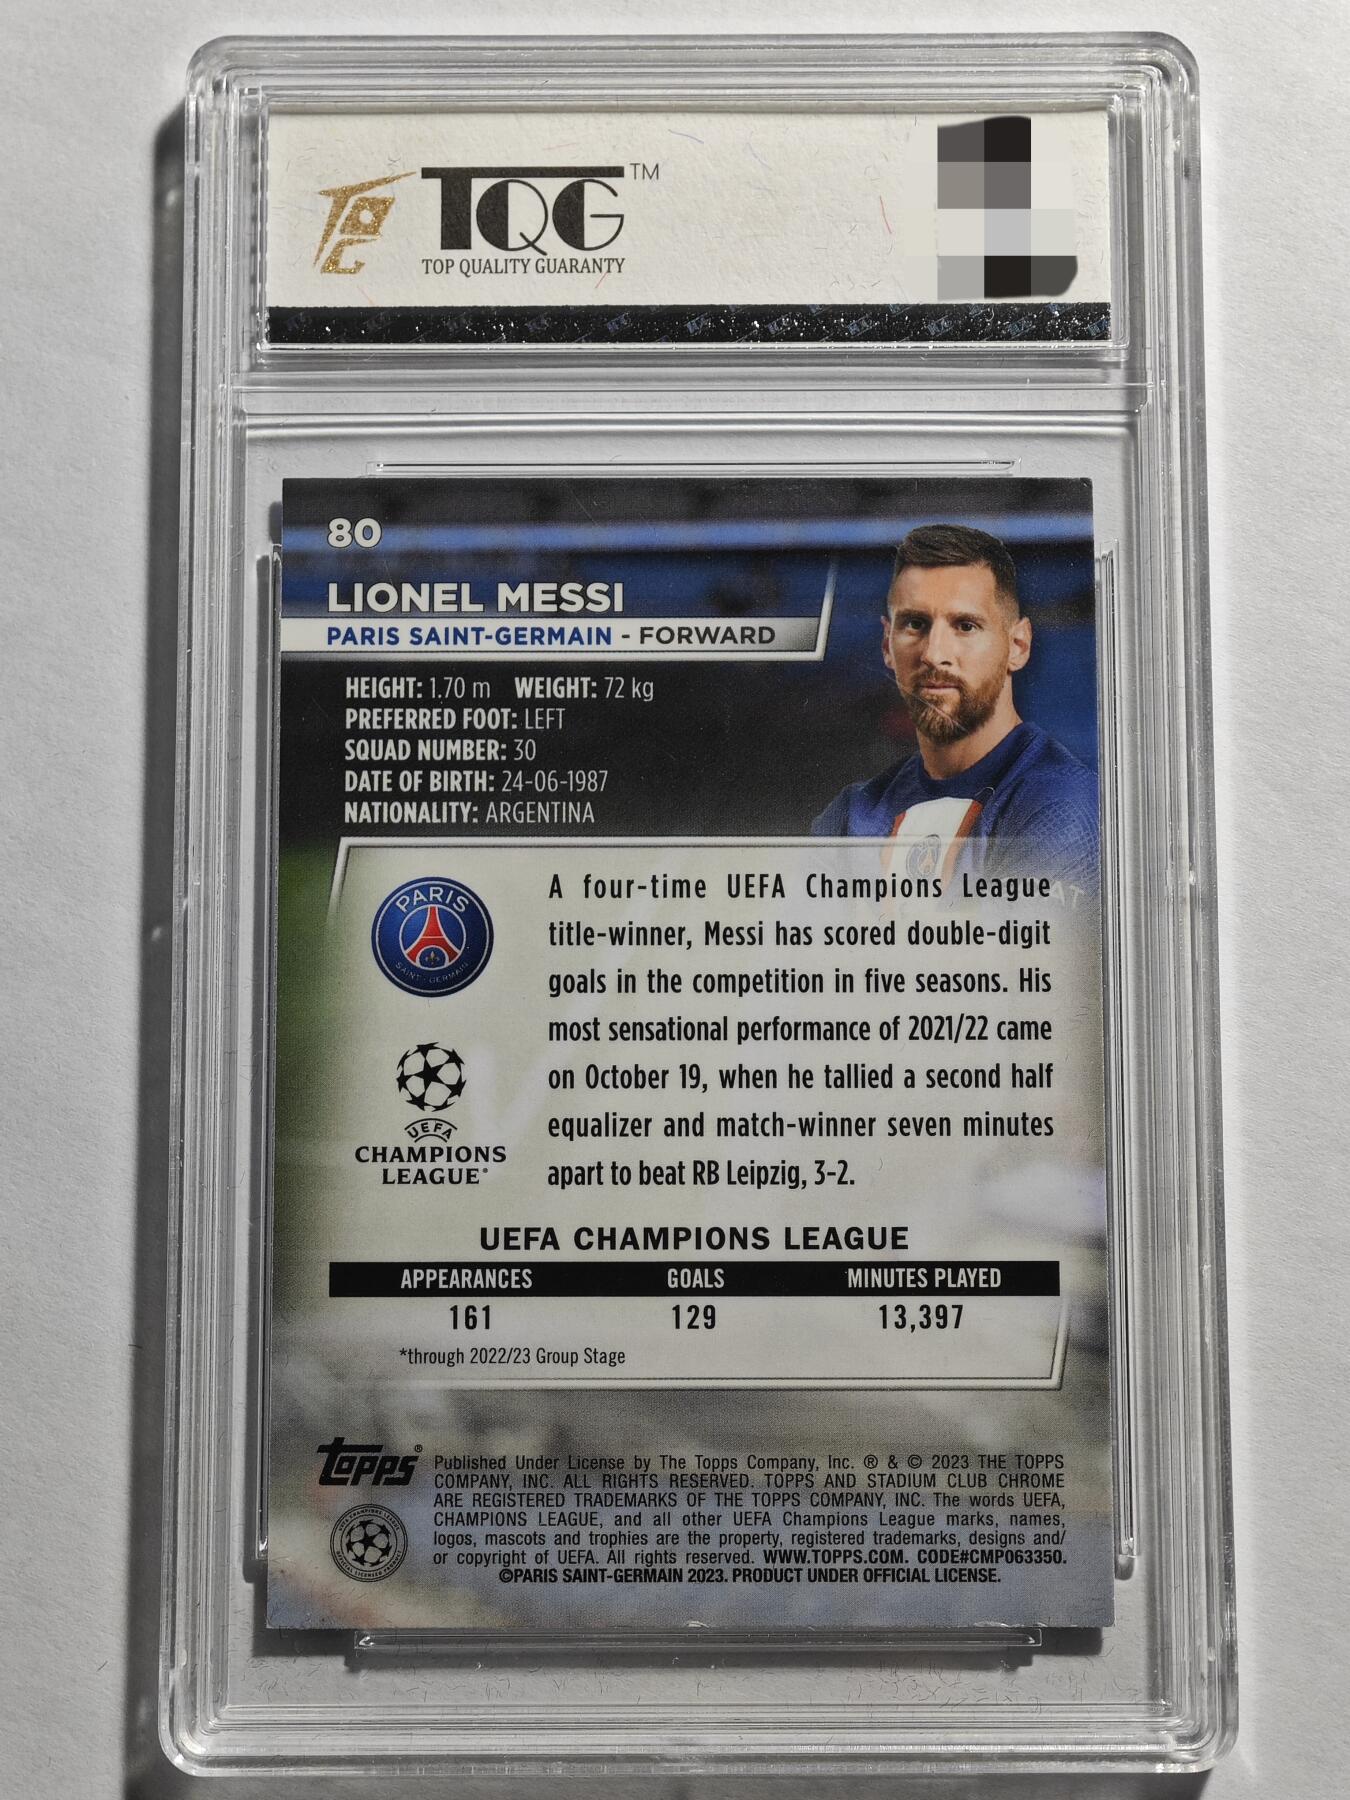 TQG
TQG™
TOP QUALITY GUARANTY
80
LIONEL MESSI
PARIS SAINT-GERMAIN - FORWARD
HEIGHT: 1.70 m WEIGHT: 72 kg
PREFERRED FOOT: LEFT
SQUAD NUMBER: 30
DATE OF BIRTH: 24-06-1987
NATIONALITY: ARGENTINA
PARIS
SAINT-GERMAIN
A four-time UEFA Champions League
title-winner, Messi has scored double-digit
goals in the competition in five seasons. His
most sensational performance of 2021/22 came
on October 19, when he tallied a second half
equalizer and match-winner seven minutes
apart to beat RB Leipzig, 3-2.
UEFA
CHAMPIONS
LEAGUE®
UEFA CHAMPIONS LEAGUE
APPEARANCES GOALS MINUTES PLAYED
161 129 13,397
*through 2022/23 Group Stage
Topps®
Published Under License by The Topps Company, Inc. ® & © 2023 THE TOPPS
COMPANY, INC. ALL RIGHTS RESERVED. TOPPS AND STADIUM CLUB CHROME
ARE REGISTERED TRADEMARKS OF THE TOPPS COMPANY, INC. The words UEFA,
CHAMPIONS LEAGUE, and all other UEFA Champions League marks, names,
logos, mascots and trophies are the property, registered trademarks, designs and/
or copyright of UEFA. All rights reserved. WWW.TOPPS.COM. CODE#CMP063350.
©PARIS SAINT-GERMAIN 2023. PRODUCT UNDER OFFICIAL LICENSE.